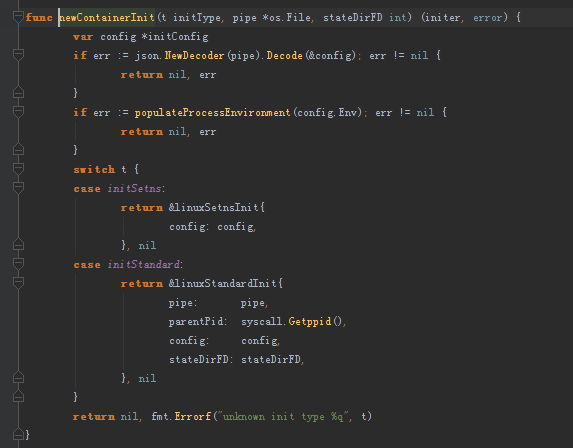 func newContainerInit(t initType, pipe *os.File, stateDirFD int) (initer, error) {
var config *initConfig
if err := json.NewDecoder(pipe).Decode(&config); err != nil {
return nil, err
}
if err := populateProcessEnvironment(config.Env); err != nil {
return nil, err
}
switch t {
case initSetns:
return &linuxSetnsInit{
config: config,
}, nil
case initStandard:
return &linuxStandardInit{
pipe: pipe,
parentPid: syscall.Getppid(),
config: config,
stateDirFD: stateDirFD,
}, nil
}
return nil, fmt.Errorf("unknown init type %q", t)
}